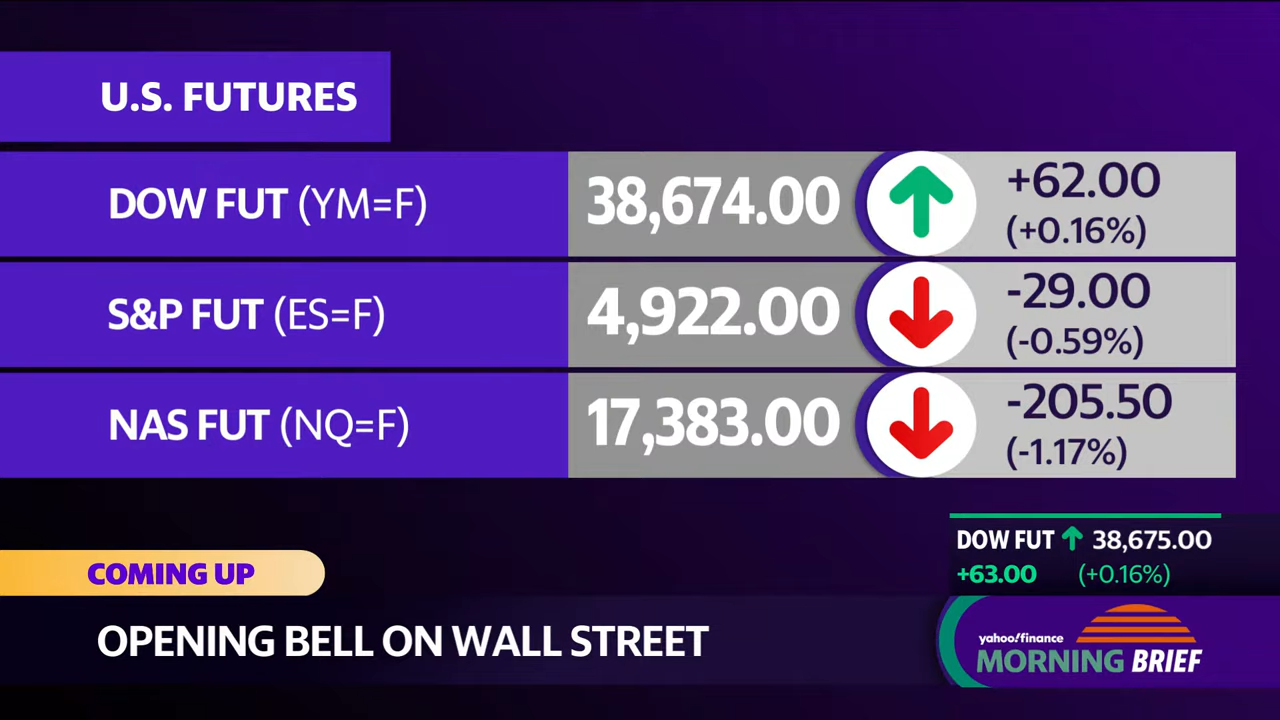 U.S. FUTURES
DOW FUT (YM=F) 38,674.00 +62.00
(+0.16%)
S&P FUT (ES=F) 4,922.00 -29.00
(-0.59%)
NAS FUT (NQ=F) 17,383.00 -205.50
(-1.17%)
DOW FUT 38,675.00
+63.00 (+0.16%)
COMING UP
OPENING BELL ON WALL STREET
yahoo!finance
MORNING BRIEF